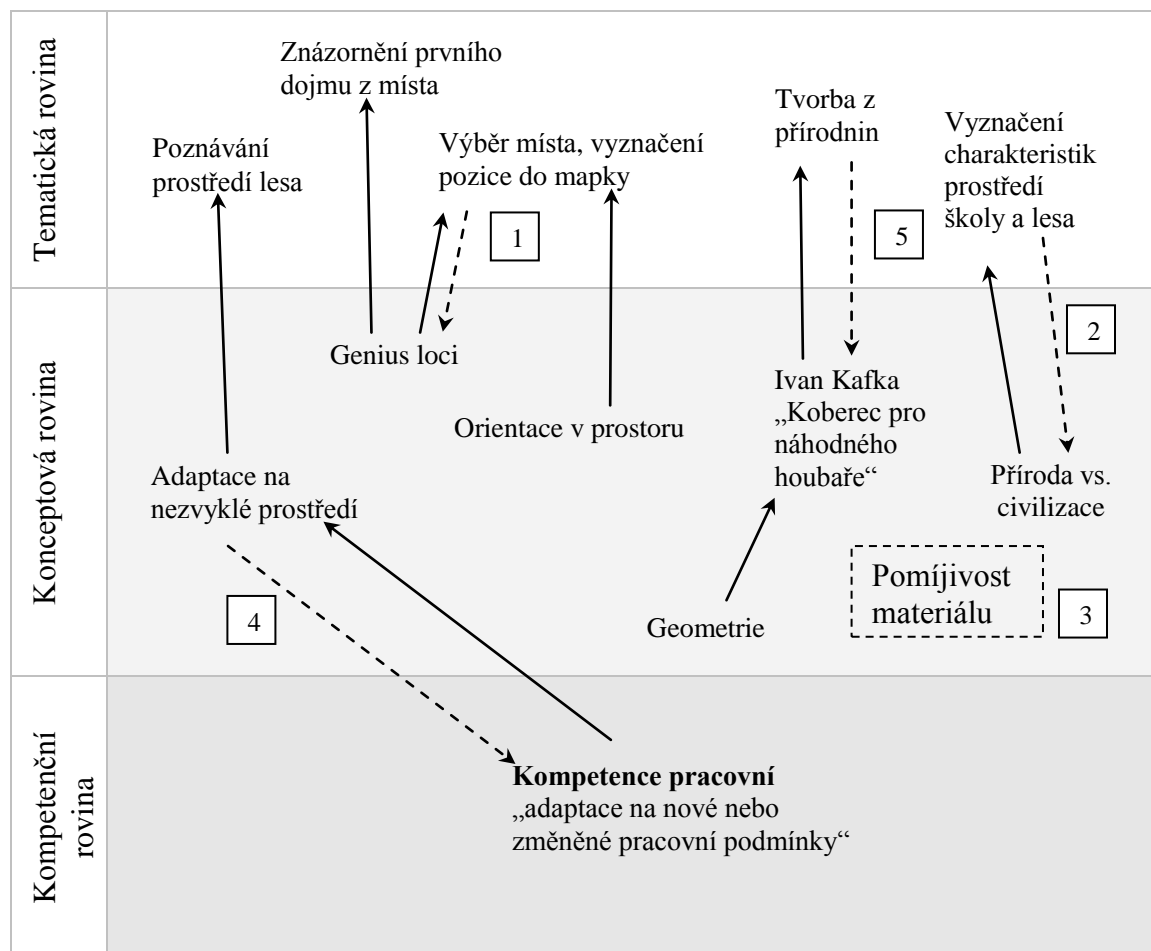 Tematická rovina
Znázornění prvního
dojmu z místa
Poznávání
prostředí lesa
Výběr místa, vyznačení
pozice do mapky
Tvorba z
přírodnin
Vyznačení
charakteristik
prostředí
školy a lesa
1
5
Konceptová rovina
Genius loci
Orientace v prostoru
Adaptace na
nezvyklé prostředí
Ivan Kafka
„Koberec pro
náhodného
houbaře“
2
Příroda vs.
civilizace
4
Geometrie
Pomíjivost
materiálu
3
Kompetenční
rovina
Kompetence pracovní
„adaptace na nové nebo
změněné pracovní podmínky“